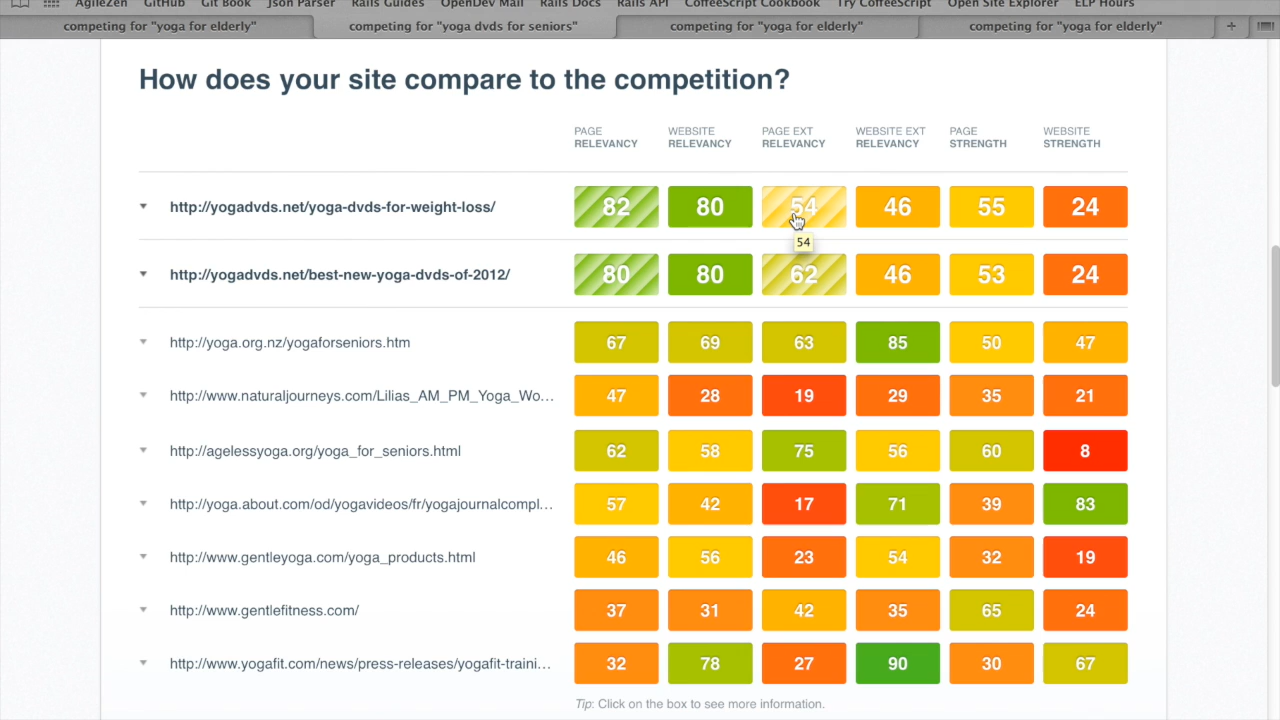 AgileZen GitHub Git Book Json Parser Rails Guides OpenDev Mail Rails Docs Rails API CoffeeScript Cookbook Try CoffeeScript Open Site Explorer ELP Hours
competing for "yoga for elderly" competing for "yoga dvds for seniors" competing for "yoga for elderly" competing for "yoga for elderly" +
How does your site compare to the competition?
PAGE WEBSITE PAGE EXT WEBSITE EXT PAGE WEBSITE
RELEVANCY RELEVANCY RELEVANCY RELEVANCY STRENGTH STRENGTH
http://yogadvds.net/yoga-dvds-for-weight-loss/ 82 80 54 46 55 24
54
http://yogadvds.net/best-new-yoga-dvds-of-2012/ 80 80 62 46 53 24
http://yoga.org.nz/yogaforseniors.htm 67 69 63 85 50 47
http://www.naturaljourneys.com/Lilias_AM_PM_Yoga_Wo... 47 28 19 29 35 21
http://agelessyoga.org/yoga_for_seniors.html 62 58 75 56 60 8
http://yoga.about.com/od/yogavideos/fr/yogajournalcompl... 57 42 17 71 39 83
http://www.gentleyoga.com/yoga_products.html 46 56 23 54 32 19
http://www.gentlefitness.com/ 37 31 42 35 65 24
http://www.yogafit.com/news/press-releases/yogafit-traini... 32 78 27 90 30 67
Tip: Click on the box to see more information.